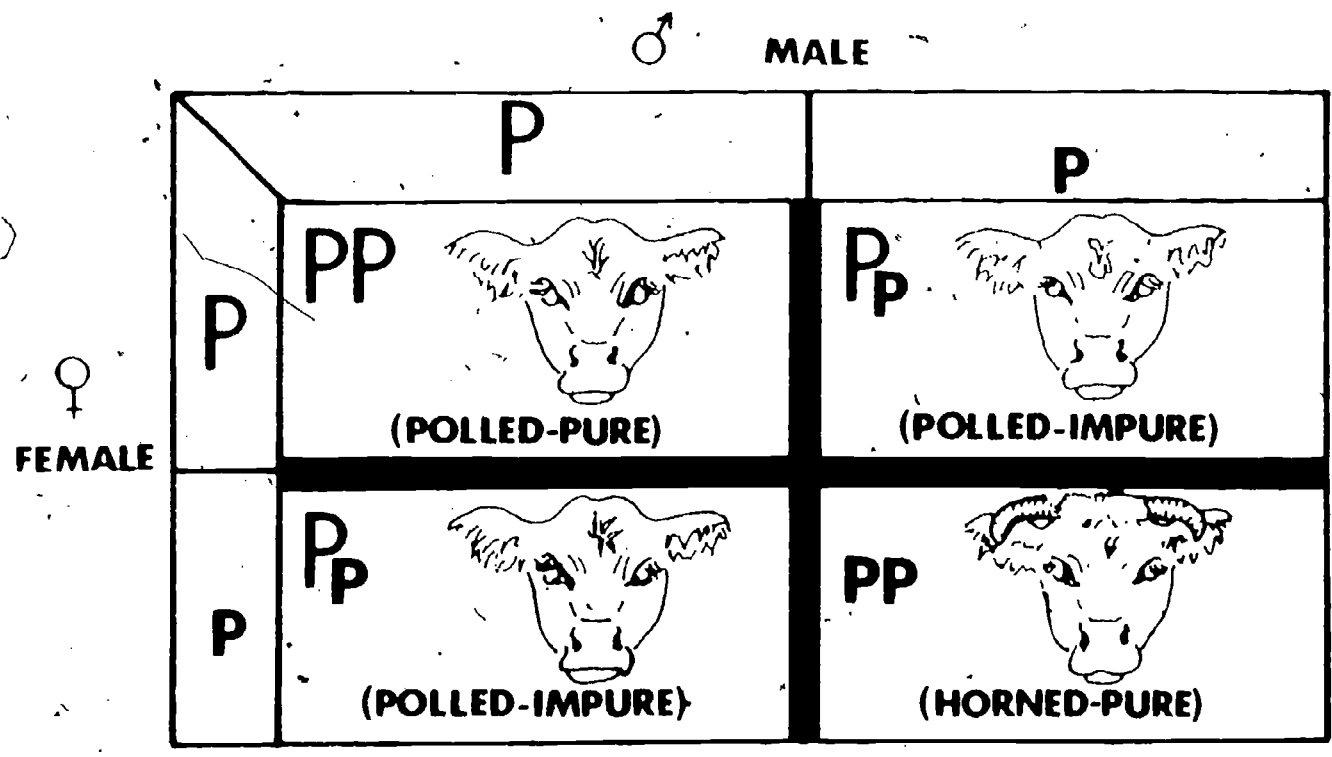 ♂ MALE
P p
PP Pp
P
(POLLED-PURE) (POLLED-IMPURE)
♀
FEMALE
Pp pp
p
(POLLED-IMPURE) (HORNED-PURE)